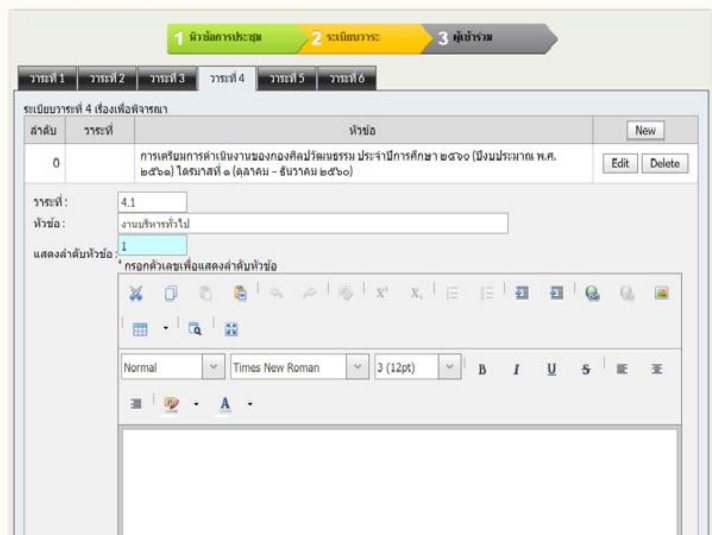 1 หัวข้อการประชุม 2 ระเบียบวาระ 3 ผู้เข้าร่วม
วาระที่ 1 วาระที่ 2 วาระที่ 3 วาระที่ 4 วาระที่ 5 วาระที่ 6
ระเบียบวาระที่ 4 เรื่องเพื่อพิจารณา
ลำดับ วาระที่ หัวข้อ New
0 การเตรียมการดำเนินงานของกองศิลปวัฒนธรรม ประจำปีการศึกษา ๒๕๖๐ (ปีงบประมาณ พ.ศ. Edit Delete
๒๕๖๑) ไตรมาสที่ ๑ (ตุลาคม – ธันวาคม ๒๕๖๐)
วาระที่ : 4.1
หัวข้อ : งานบริหารทั่วไป
แสดงลำดับหัวข้อ : 1
* กรอกตัวเลขเพื่อแสดงลำดับหัวข้อ
Normal Times New Roman 3 (12pt) B I U S
A